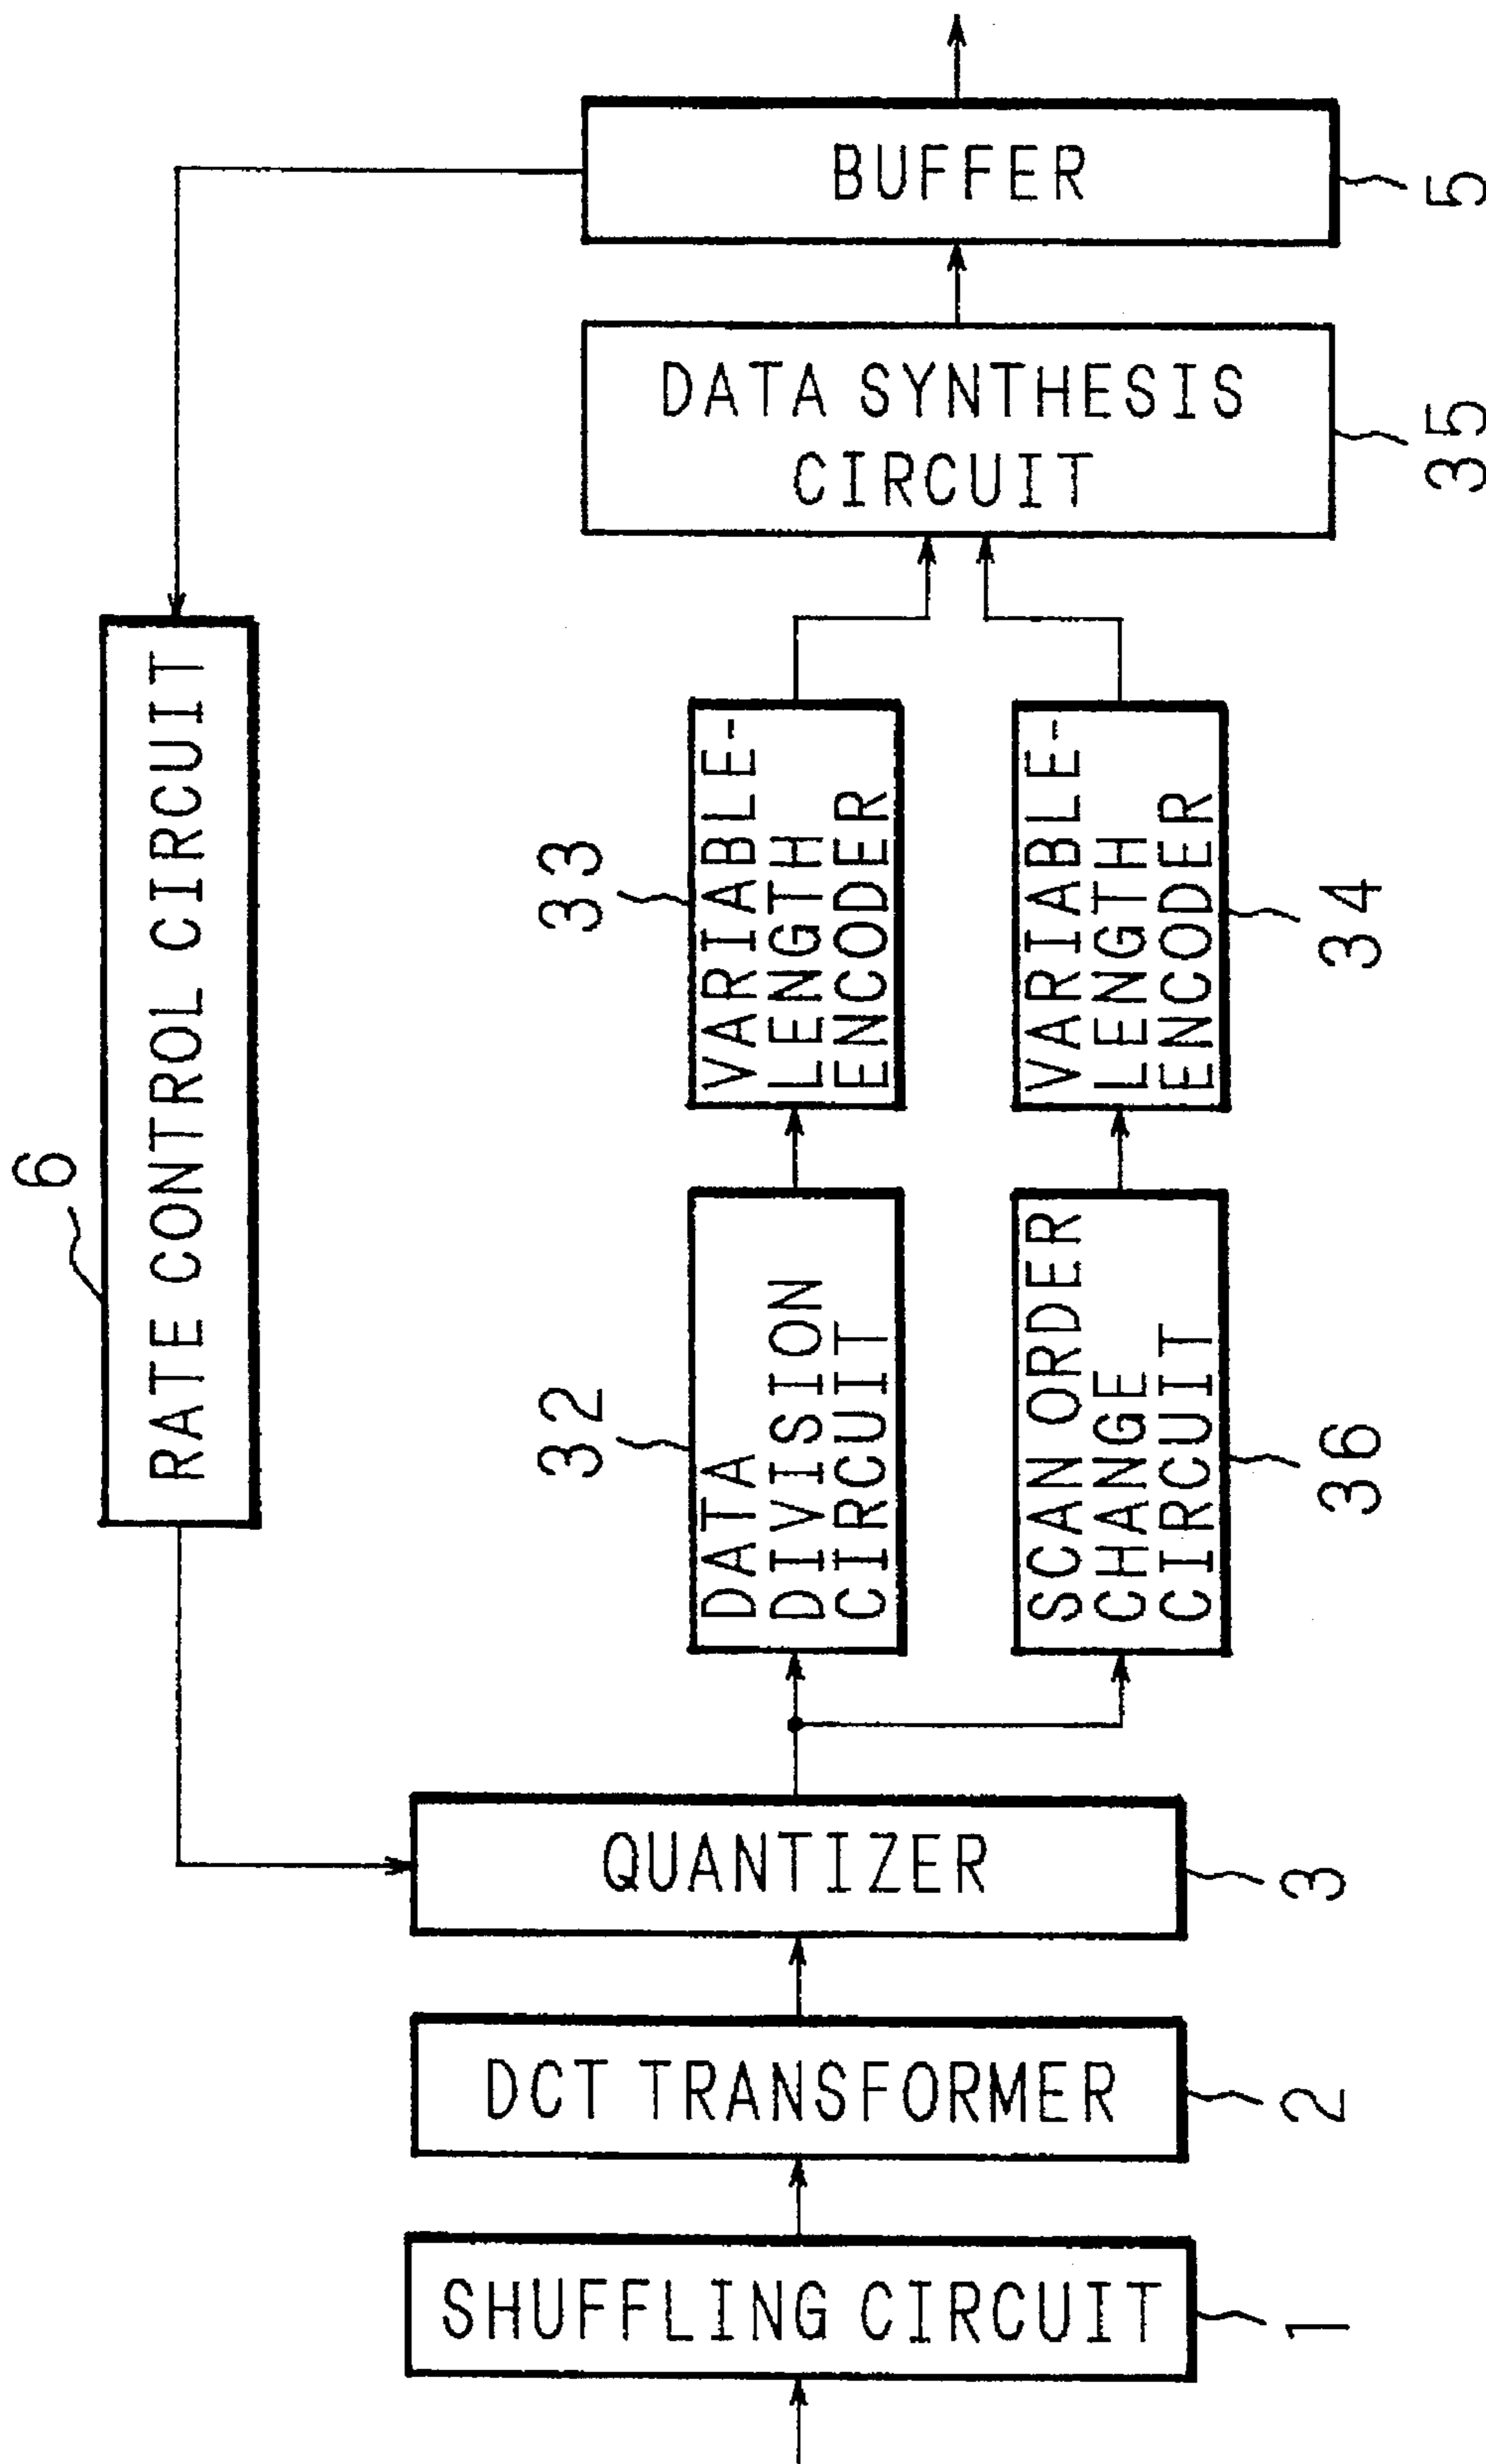 6
RATE CONTROL CIRCUIT
SHUFFLING CIRCUIT
1
DCT TRANSFORMER
2
QUANTIZER
3
32
DATA
DIVISION
CIRCUIT
33
VARIABLE-
LENGTH
ENCODER
SCAN ORDER
CHANGE
CIRCUIT
36
VARIABLE-
LENGTH
ENCODER
34
DATA SYNTHESIS
CIRCUIT
35
BUFFER
5